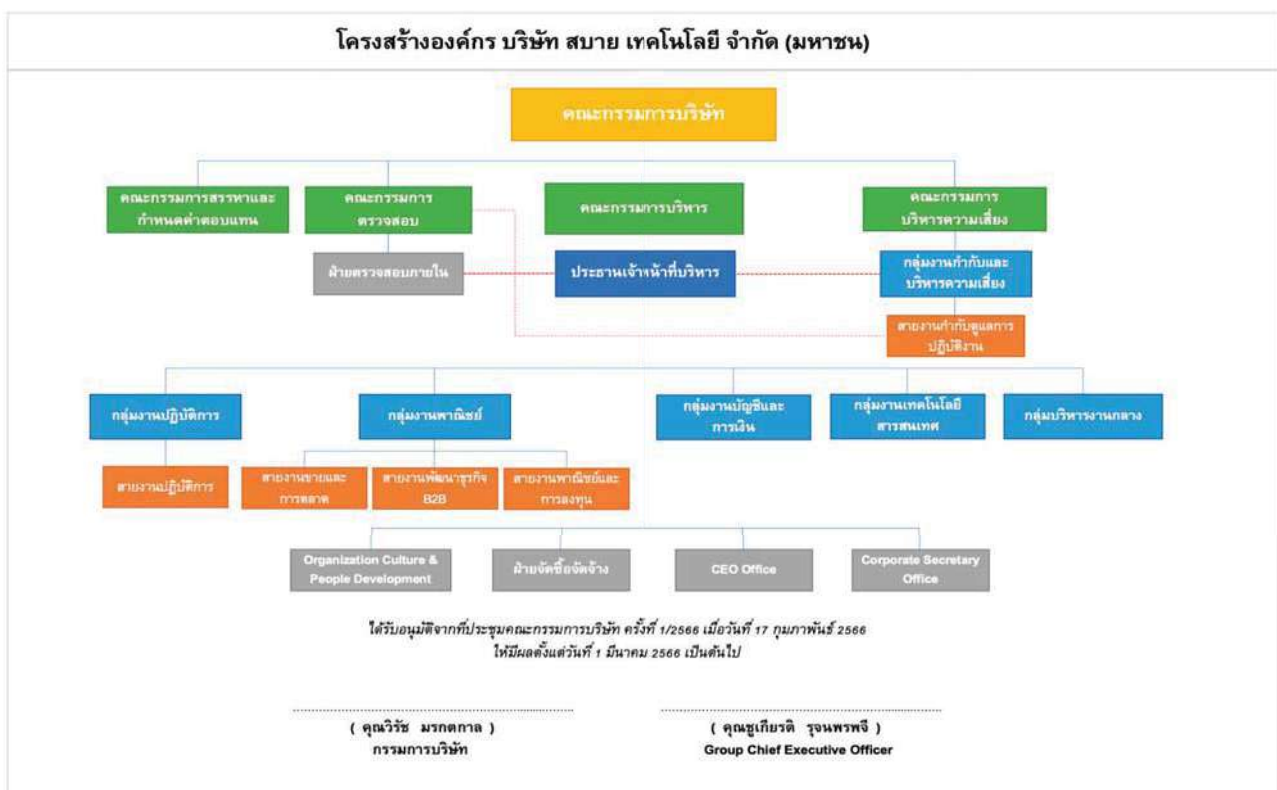 โครงสร้างองค์กร บริษัท สบาย เทคโนโลยี จำกัด (มหาชน)
คณะกรรมการบริษัท
คณะกรรมการสรรหาและ
กำหนดค่าตอบแทน
คณะกรรมการ
ตรวจสอบ
คณะกรรมการบริหาร
คณะกรรมการ
บริหารความเสี่ยง
ฝ่ายตรวจสอบภายใน
ประธานเจ้าหน้าที่บริหาร
กลุ่มงานกำกับและ
บริหารความเสี่ยง
สายงานกำกับดูแลการ
ปฏิบัติงาน
กลุ่มงานปฏิบัติการ
กลุ่มงานพาณิชย์
กลุ่มงานบัญชีและ
การเงิน
กลุ่มงานเทคโนโลยี
สารสนเทศ
กลุ่มบริหารงานกลาง
สายงานปฏิบัติการ
สายงานขายและ
การตลาด
สายงานพัฒนาธุรกิจ
B2B
สายงานพาณิชย์และ
การลงทุน
Organization Culture &
People Development
ฝ่ายจัดซื้อจัดจ้าง
CEO Office
Corporate Secretary
Office
ได้รับอนุมัติจากที่ประชุมคณะกรรมการบริษัท ครั้งที่ 1/2566 เมื่อวันที่ 17 กุมภาพันธ์ 2566
ให้มีผลตั้งแต่วันที่ 1 มีนาคม 2566 เป็นต้นไป
( คุณวิรัช มรกตกาล )
กรรมการบริษัท
( คุณชูเกียรติ รุจนพรพจี )
Group Chief Executive Officer